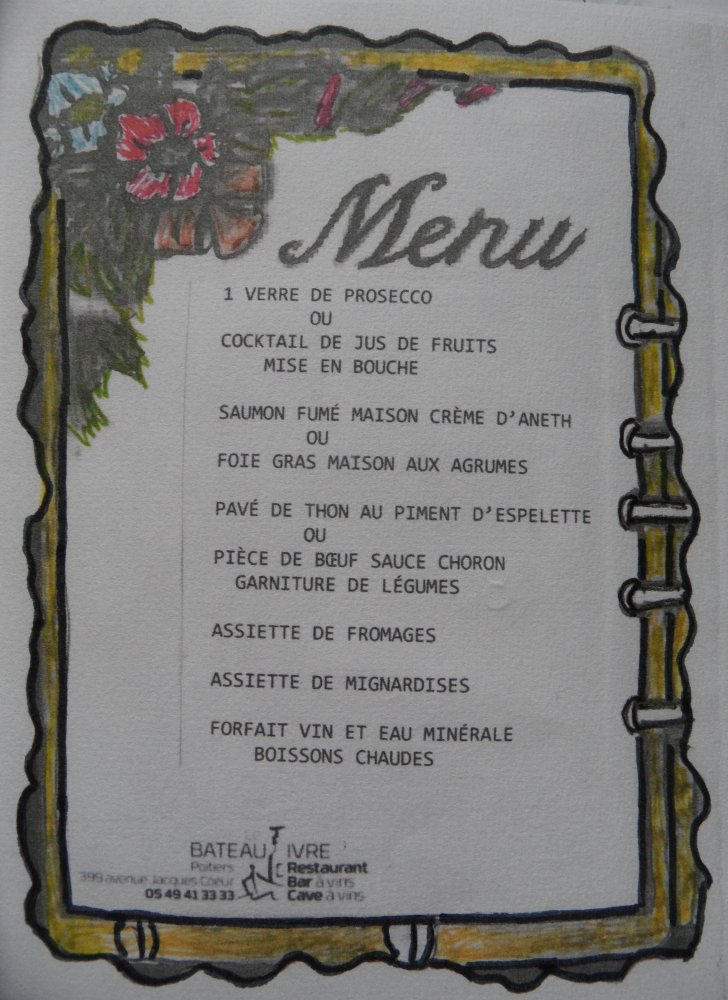 Menu
1 VERRE DE PROSECCO
OU
COCKTAIL DE JUS DE FRUITS
MISE EN BOUCHE
SAUMON FUMÉ MAISON CRÈME D'ANETH
OU
FOIE GRAS MAISON AUX AGRUMES
PAVÉ DE THON AU PIMENT D'ESPELETTE
OU
PIÈCE DE BŒUF SAUCE CHORON
GARNITURE DE LÉGUMES
ASSIETTE DE FROMAGES
ASSIETTE DE MIGNARDISES
FORFAIT VIN ET EAU MINÉRALE
BOISSONS CHAUDES
BATEAU IVRE
Poitiers
399 avenue Jacques Coeur
05 49 41 33 33
Restaurant
Bar à vins
Cave à vins